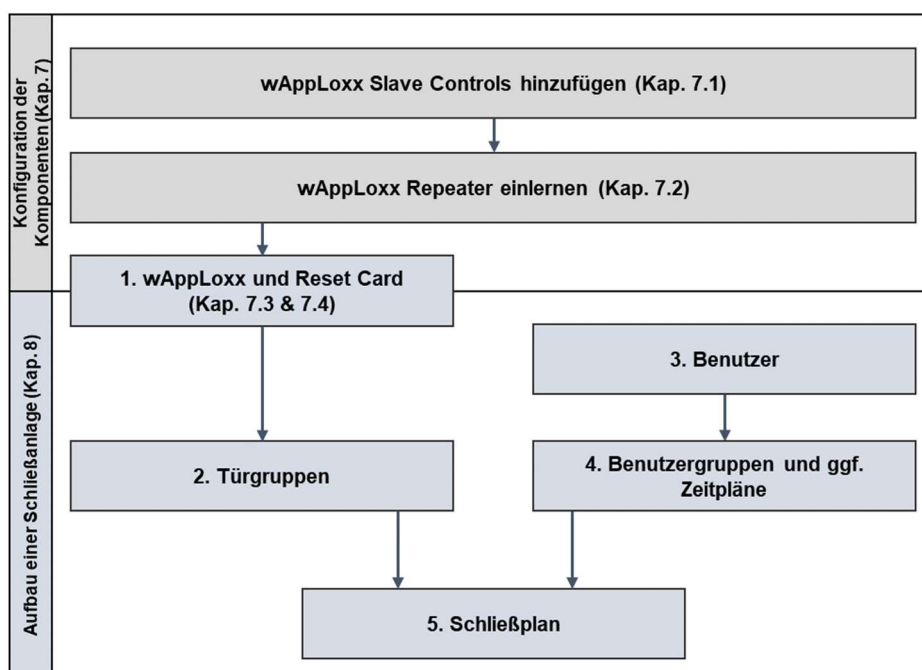 Konfiguration der
Komponenten (Kap. 7)
wAppLoxx Slave Controls hinzufügen (Kap. 7.1)
wAppLoxx Repeater einlernen (Kap. 7.2)
1. wAppLoxx und Reset Card
(Kap. 7.3 & 7.4)
Aufbau einer Schließanlage (Kap. 8)
3. Benutzer
2. Türgruppen
4. Benutzergruppen und ggf.
Zeitpläne
5. Schließplan